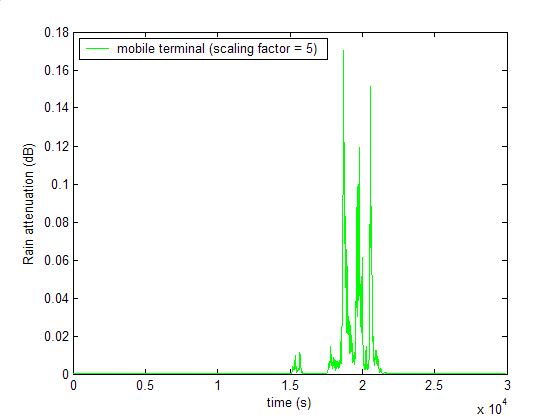 mobile terminal (scaling factor = 5)
Rain attenuation (dB)
0.18
0.16
0.14
0.12
0.1
0.08
0.06
0.04
0.02
0
0 0.5 1 1.5 2 2.5 3
time (s)
x 10^4